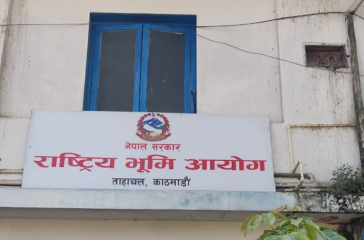 नेपाल सरकार
राष्ट्रिय भूमि आयोग
ताहाचल, काठमाडौं